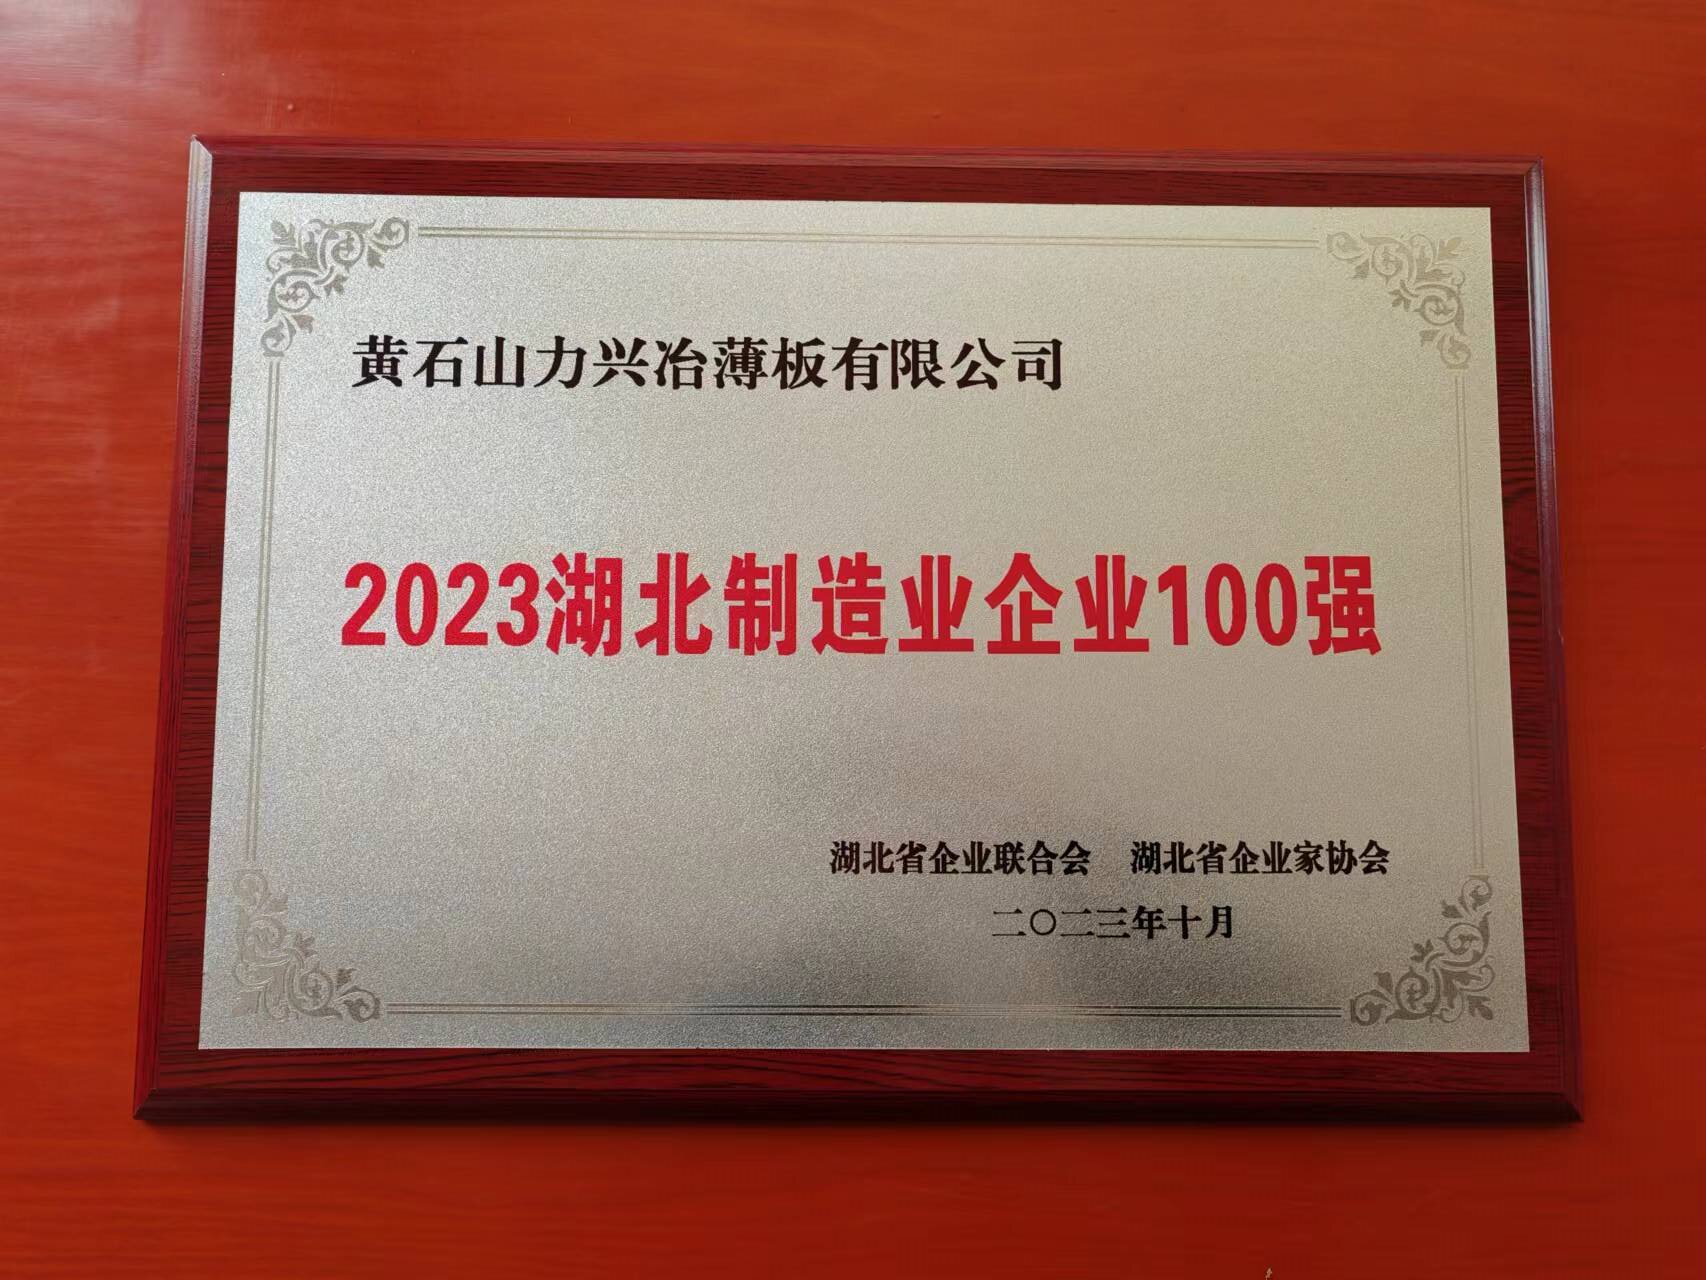 黄石山力兴冶薄板有限公司
2023湖北制造业企业100强
湖北省企业联合会 湖北省企业家协会
二〇二三年十月